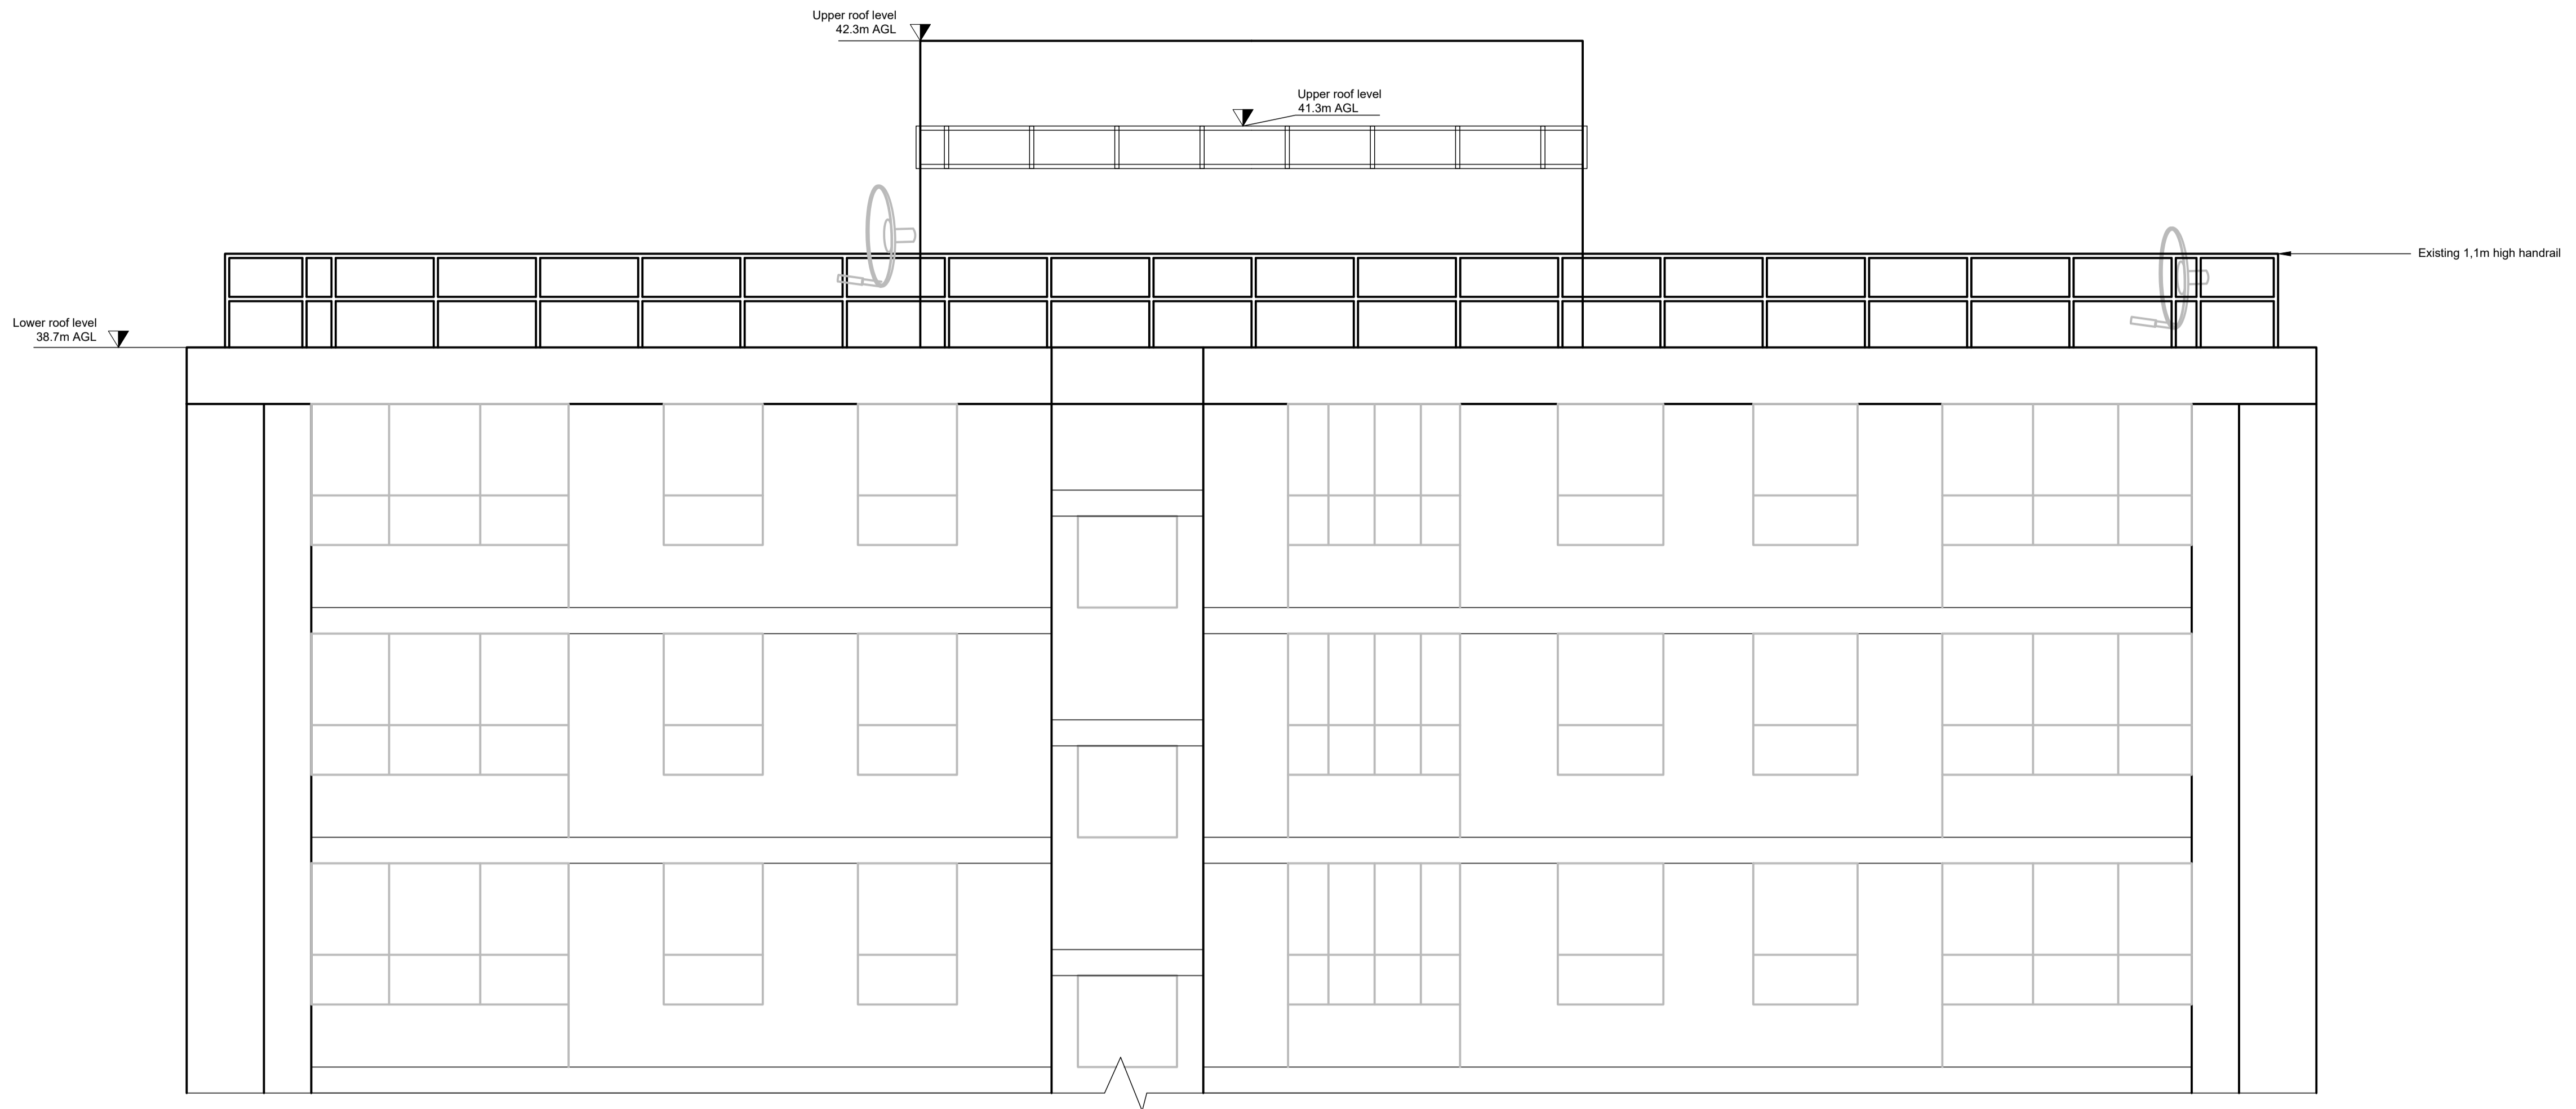 Upper roof level
42.3m AGL
Upper roof level
41.3m AGL
Existing 1,1m high handrail
Lower roof level
38.7m AGL